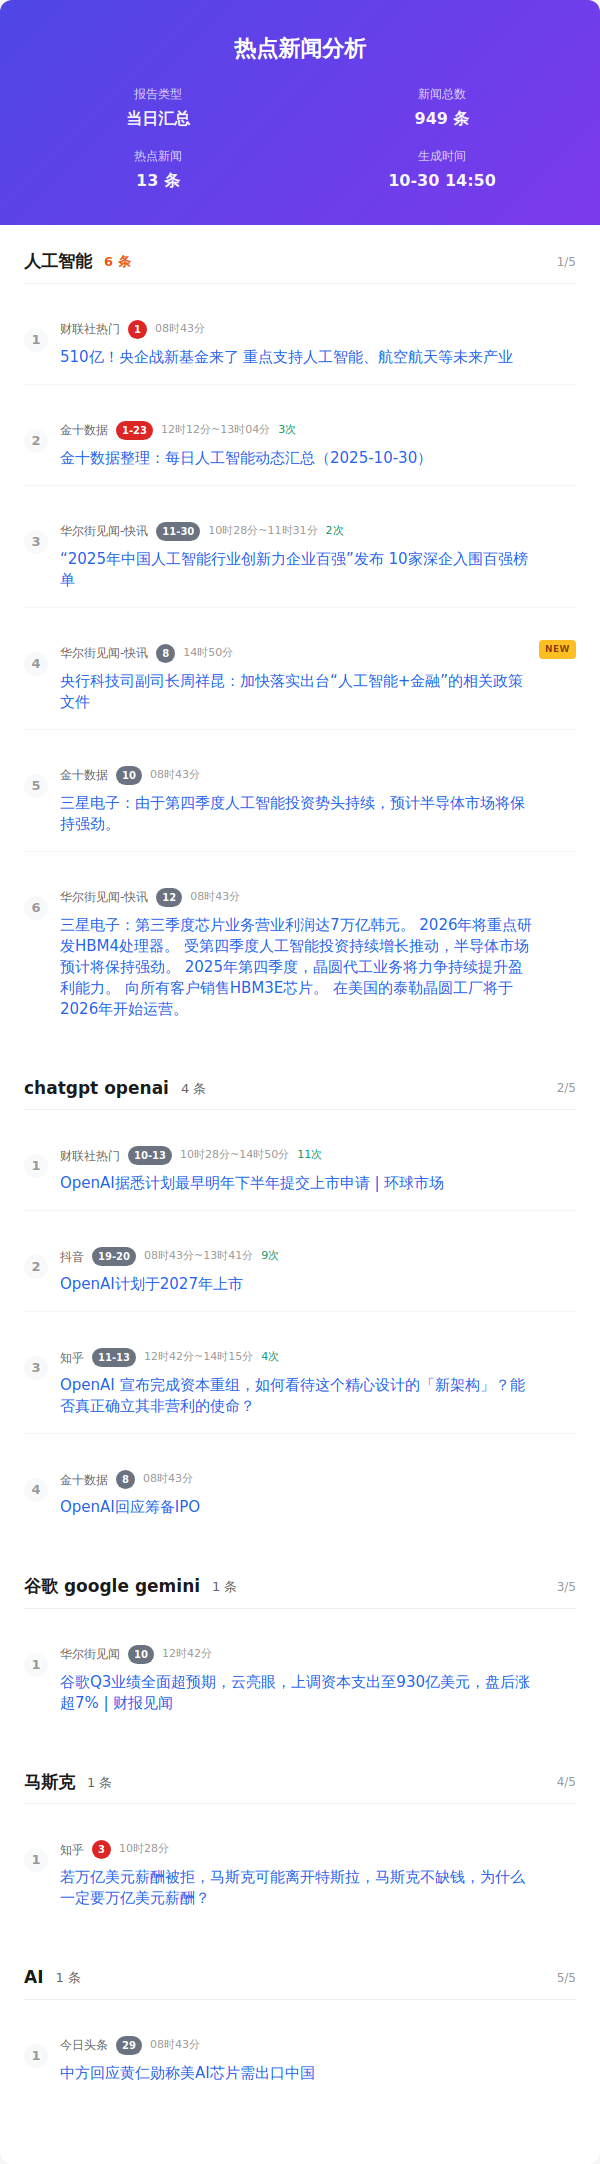 热点新闻分析
报告类型
当日汇总
新闻总数
949 条
热点新闻
13 条
生成时间
10-30 14:50
人工智能 6 条 1/5
1 财联社热门 1 08时43分
510亿！央企战新基金来了 重点支持人工智能、航空航天等未来产业
2 金十数据 1-23 12时12分~13时04分 3次
金十数据整理：每日人工智能动态汇总（2025-10-30）
3 华尔街见闻-快讯 11-30 10时28分~11时31分 2次
“2025年中国人工智能行业创新力企业百强”发布 10家深企入围百强榜
单
4 华尔街见闻-快讯 8 14时50分 NEW
央行科技司副司长周祥昆：加快落实出台“人工智能+金融”的相关政策
文件
5 金十数据 10 08时43分
三星电子：由于第四季度人工智能投资势头持续，预计半导体市场将保
持强劲。
6 华尔街见闻-快讯 12 08时43分
三星电子：第三季度芯片业务营业利润达7万亿韩元。 2026年将重点研
发HBM4处理器。 受第四季度人工智能投资持续增长推动，半导体市场
预计将保持强劲。 2025年第四季度，晶圆代工业务将力争持续提升盈
利能力。 向所有客户销售HBM3E芯片。 在美国的泰勒晶圆工厂将于
2026年开始运营。
chatgpt openai 4 条 2/5
1 财联社热门 10-13 10时28分~14时50分 11次
OpenAI据悉计划最早明年下半年提交上市申请 | 环球市场
2 抖音 19-20 08时43分~13时41分 9次
OpenAI计划于2027年上市
3 知乎 11-13 12时42分~14时15分 4次
OpenAI 宣布完成资本重组，如何看待这个精心设计的「新架构」？能
否真正确立其非营利的使命？
4 金十数据 8 08时43分
OpenAI回应筹备IPO
谷歌 google gemini 1 条 3/5
1 华尔街见闻 10 12时42分
谷歌Q3业绩全面超预期，云亮眼，上调资本支出至930亿美元，盘后涨
超7% | 财报见闻
马斯克 1 条 4/5
1 知乎 3 10时28分
若万亿美元薪酬被拒，马斯克可能离开特斯拉，马斯克不缺钱，为什么
一定要万亿美元薪酬？
AI 1 条 5/5
1 今日头条 29 08时43分
中方回应黄仁勋称美AI芯片需出口中国